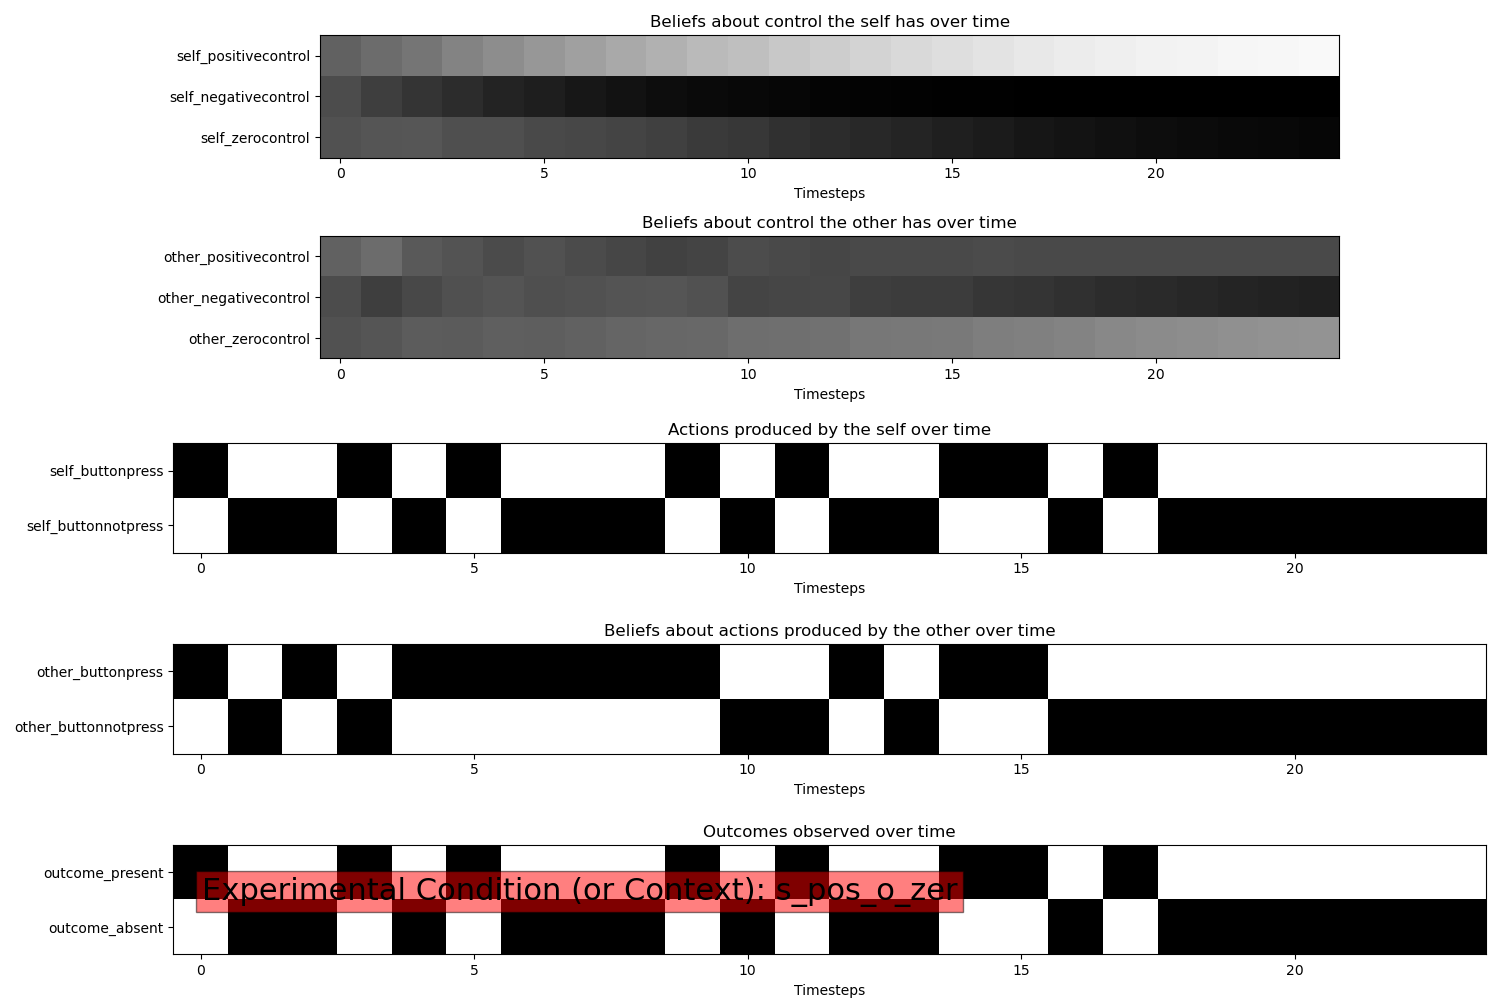 Beliefs about control the self has over time
self_positivecontrol
self_negativecontrol
self_zerocontrol
0 5 10 15 20
Timesteps
Beliefs about control the other has over time
other_positivecontrol
other_negativecontrol
other_zerocontrol
0 5 10 15 20
Timesteps
Actions produced by the self over time
self_buttonpress
self_buttonnotpress
0 5 10 15 20
Timesteps
Beliefs about actions produced by the other over time
other_buttonpress
other_buttonnotpress
0 5 10 15 20
Timesteps
Outcomes observed over time
outcome_present
Experimental Condition (or Context): s_pos_o_zer
outcome_absent
0 5 10 15 20
Timesteps